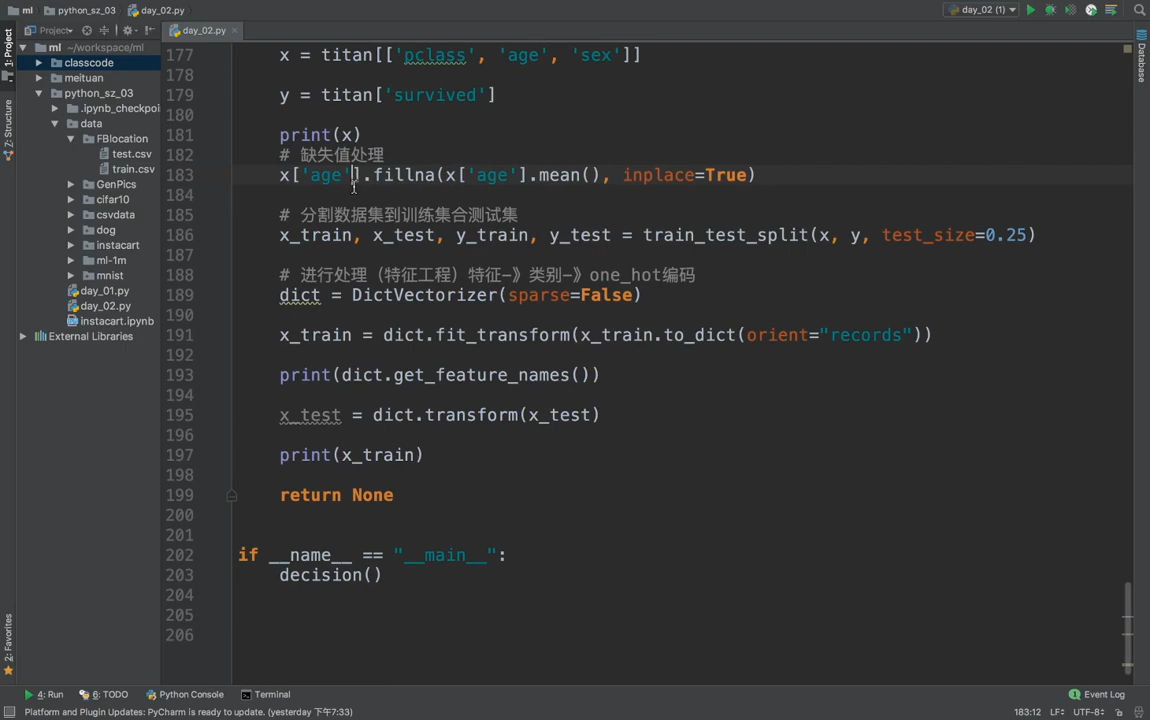 ml
python_sz_03
day_02.py
day_02 (1)
Project
day_02.py
1: Project
Z: Structure
2: Favorites
Database
ml ~/workspace/ml
classcode
meituan
python_sz_03
.ipynb_checkpoi
data
FBlocation
test.csv
train.csv
GenPics
cifar10
csvdata
dog
instacart
ml-1m
mnist
day_01.py
day_02.py
instacart.ipynb
External Libraries
177 x = titan[['pclass', 'age', 'sex']]
178
179 y = titan['survived']
180
181 print(x)
182 # 缺失值处理
183 x['age'].fillna(x['age'].mean(), inplace=True)
184
185 # 分割数据集到训练集合测试集
186 x_train, x_test, y_train, y_test = train_test_split(x, y, test_size=0.25)
187
188 # 进行处理（特征工程）特征-》类别-》one_hot编码
189 dict = DictVectorizer(sparse=False)
190
191 x_train = dict.fit_transform(x_train.to_dict(orient="records"))
192
193 print(dict.get_feature_names())
194
195 x_test = dict.transform(x_test)
196
197 print(x_train)
198
199 return None
200
201
202 if __name__ == "__main__":
203 decision()
204
205
206
4: Run
6: TODO
Python Console
Terminal
1 Event Log
Platform and Plugin Updates: PyCharm is ready to update. (yesterday 下午7:33)
183:12 LF UTF-8